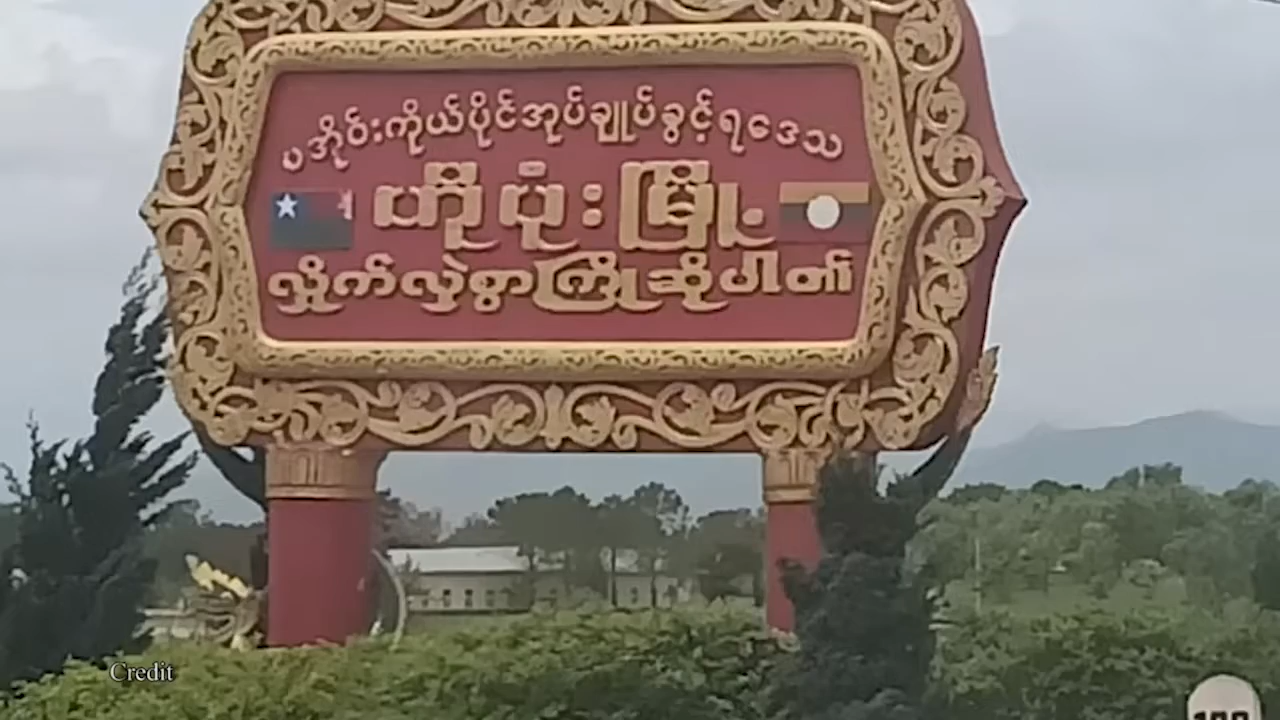 ပအိုဝ်းကိုယ်ပိုင်အုပ်ချုပ်ခွင့်ရဒေသ
ဟိုပုံးမြို့
လှိုက်လှဲစွာကြိုဆိုပါ၏
Credit